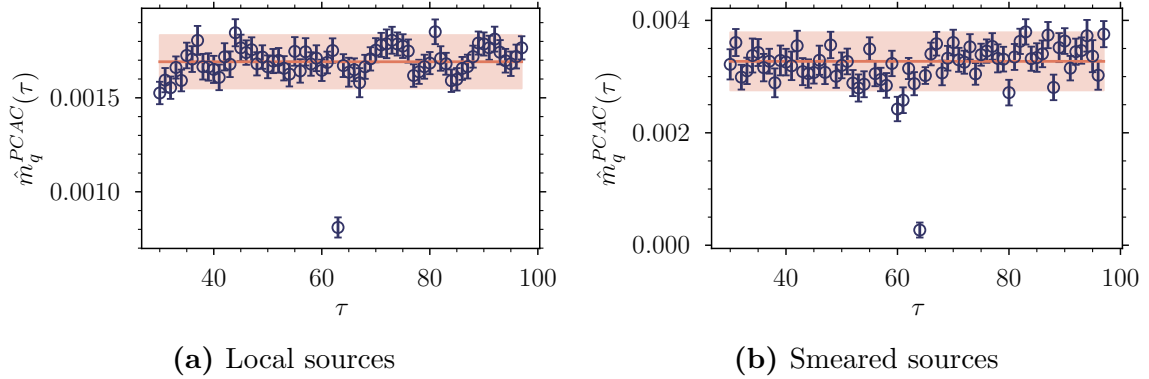 0.0015
0.0010
m̂_q^{PCAC}(τ)
40 60 80 100
τ
(a) Local sources
0.004
0.002
0.000
m̂_q^{PCAC}(τ)
40 60 80 100
τ
(b) Smeared sources